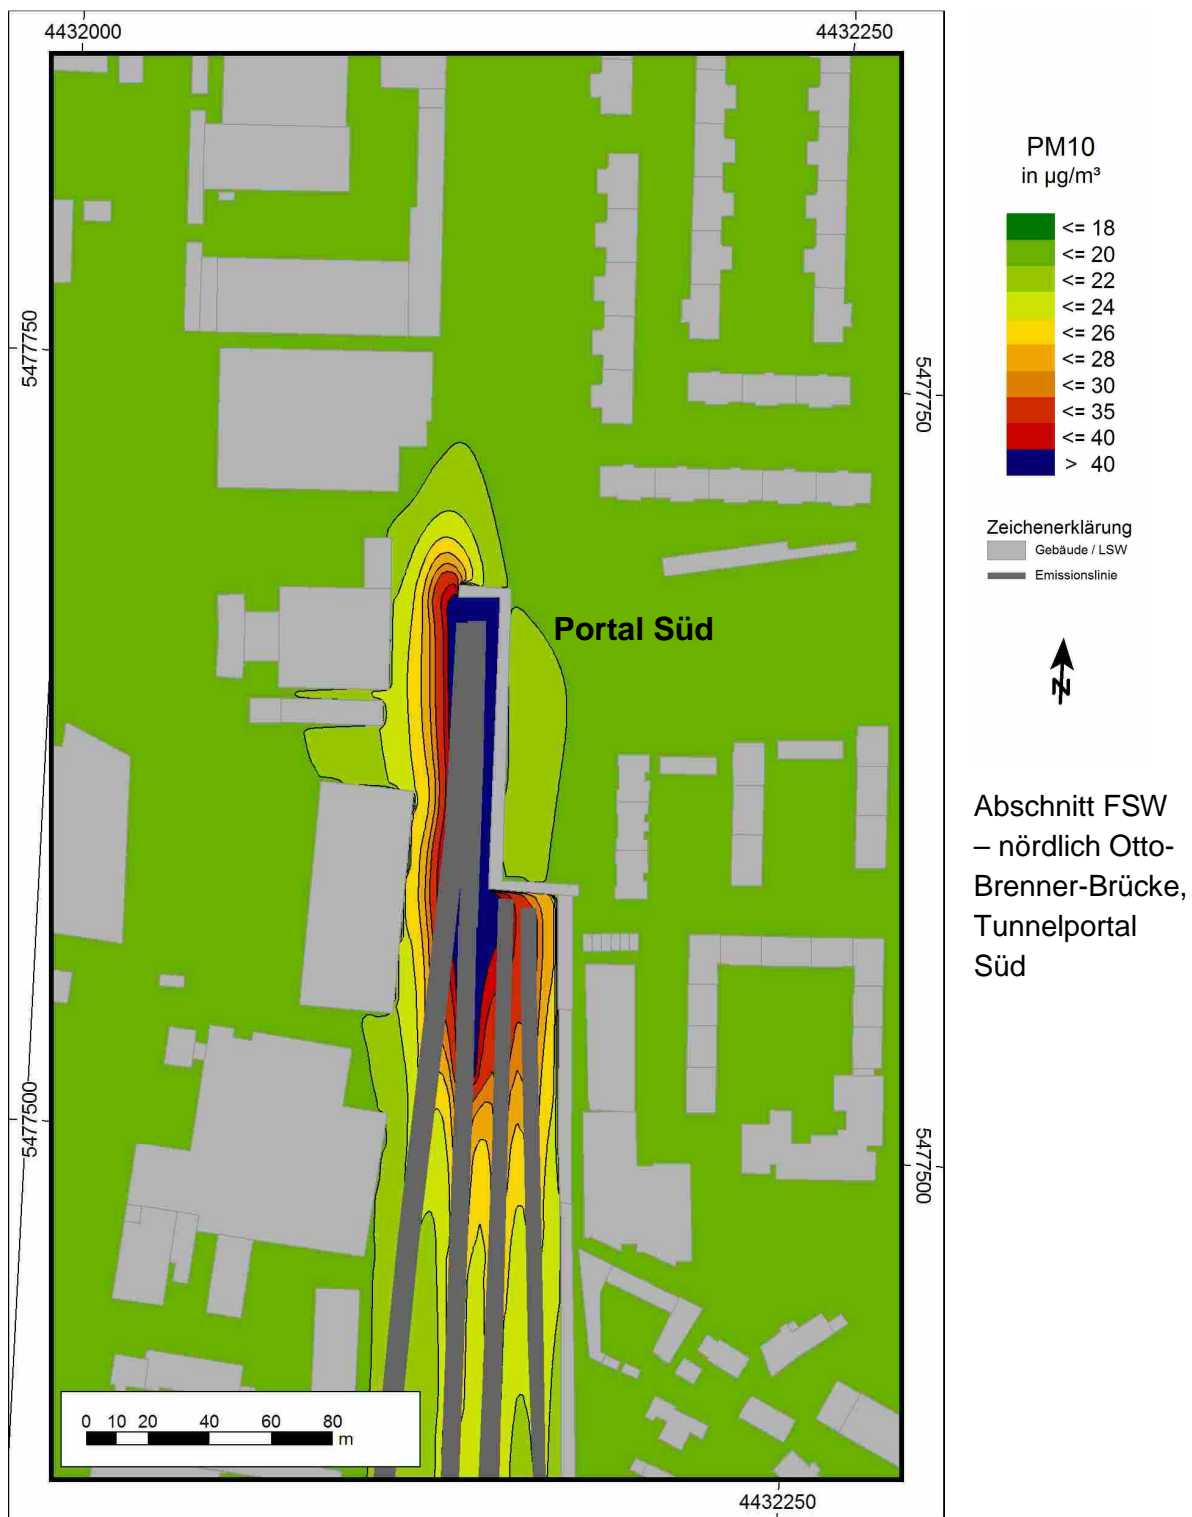 4432000
4432250
5477750
5477750
PM10
in µg/m³
<= 18
<= 20
<= 22
<= 24
<= 26
<= 28
<= 30
<= 35
<= 40
> 40
Zeichenerklärung
Gebäude / LSW
Emissionslinie
N
Portal Süd
Abschnitt FSW
– nördlich Otto-
Brenner-Brücke,
Tunnelportal
Süd
5477500
5477500
0 10 20 40 60 80
m
4432250